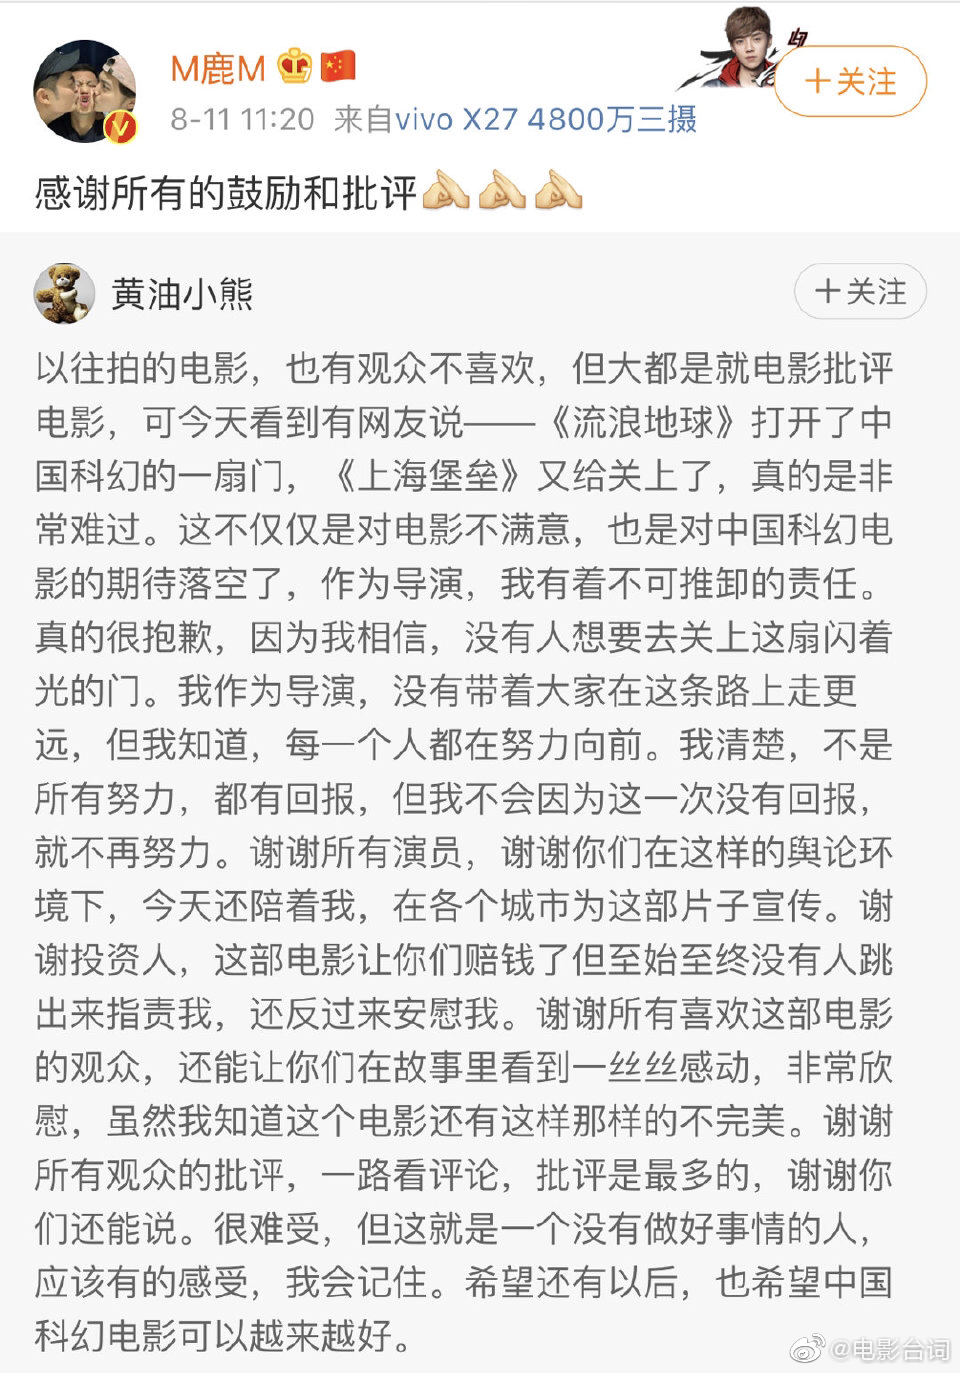 M鹿M
+关注
8-11 11:20 来自vivo X27 4800万三摄
感谢所有的鼓励和批评
黄油小熊
+关注
以往拍的电影，也有观众不喜欢，但大都是就电影批评
电影，可今天看到有网友说——《流浪地球》打开了中
国科幻的一扇门，《上海堡垒》又给关上了，真的是非
常难过。这不仅仅是对电影不满意，也是对中国科幻电
影的期待落空了，作为导演，我有着不可推卸的责任。
真的很抱歉，因为我相信，没有人想要去关上这扇闪着
光的门。我作为导演，没有带着大家在这条路上走更
远，但我知道，每一个人都在努力向前。我清楚，不是
所有努力，都有回报，但我不会因为这一次没有回报，
就不再努力。谢谢所有演员，谢谢你们在这样的舆论环
境下，今天还陪着我，在各个城市为这部片子宣传。谢
谢投资人，这部电影让你们赔钱了但至始至终没有人跳
出来指责我，还反过来安慰我。谢谢所有喜欢这部电影
的观众，还能让你们在故事里看到一丝丝感动，非常欣
慰，虽然我知道这个电影还有这样那样的不完美。谢谢
所有观众的批评，一路看评论，批评是最多的，谢谢你
们还能说。很难受，但这就是一个没有做好事情的人，
应该有的感受，我会记住。希望还有以后，也希望中国
科幻电影可以越来越好。
@电影台词